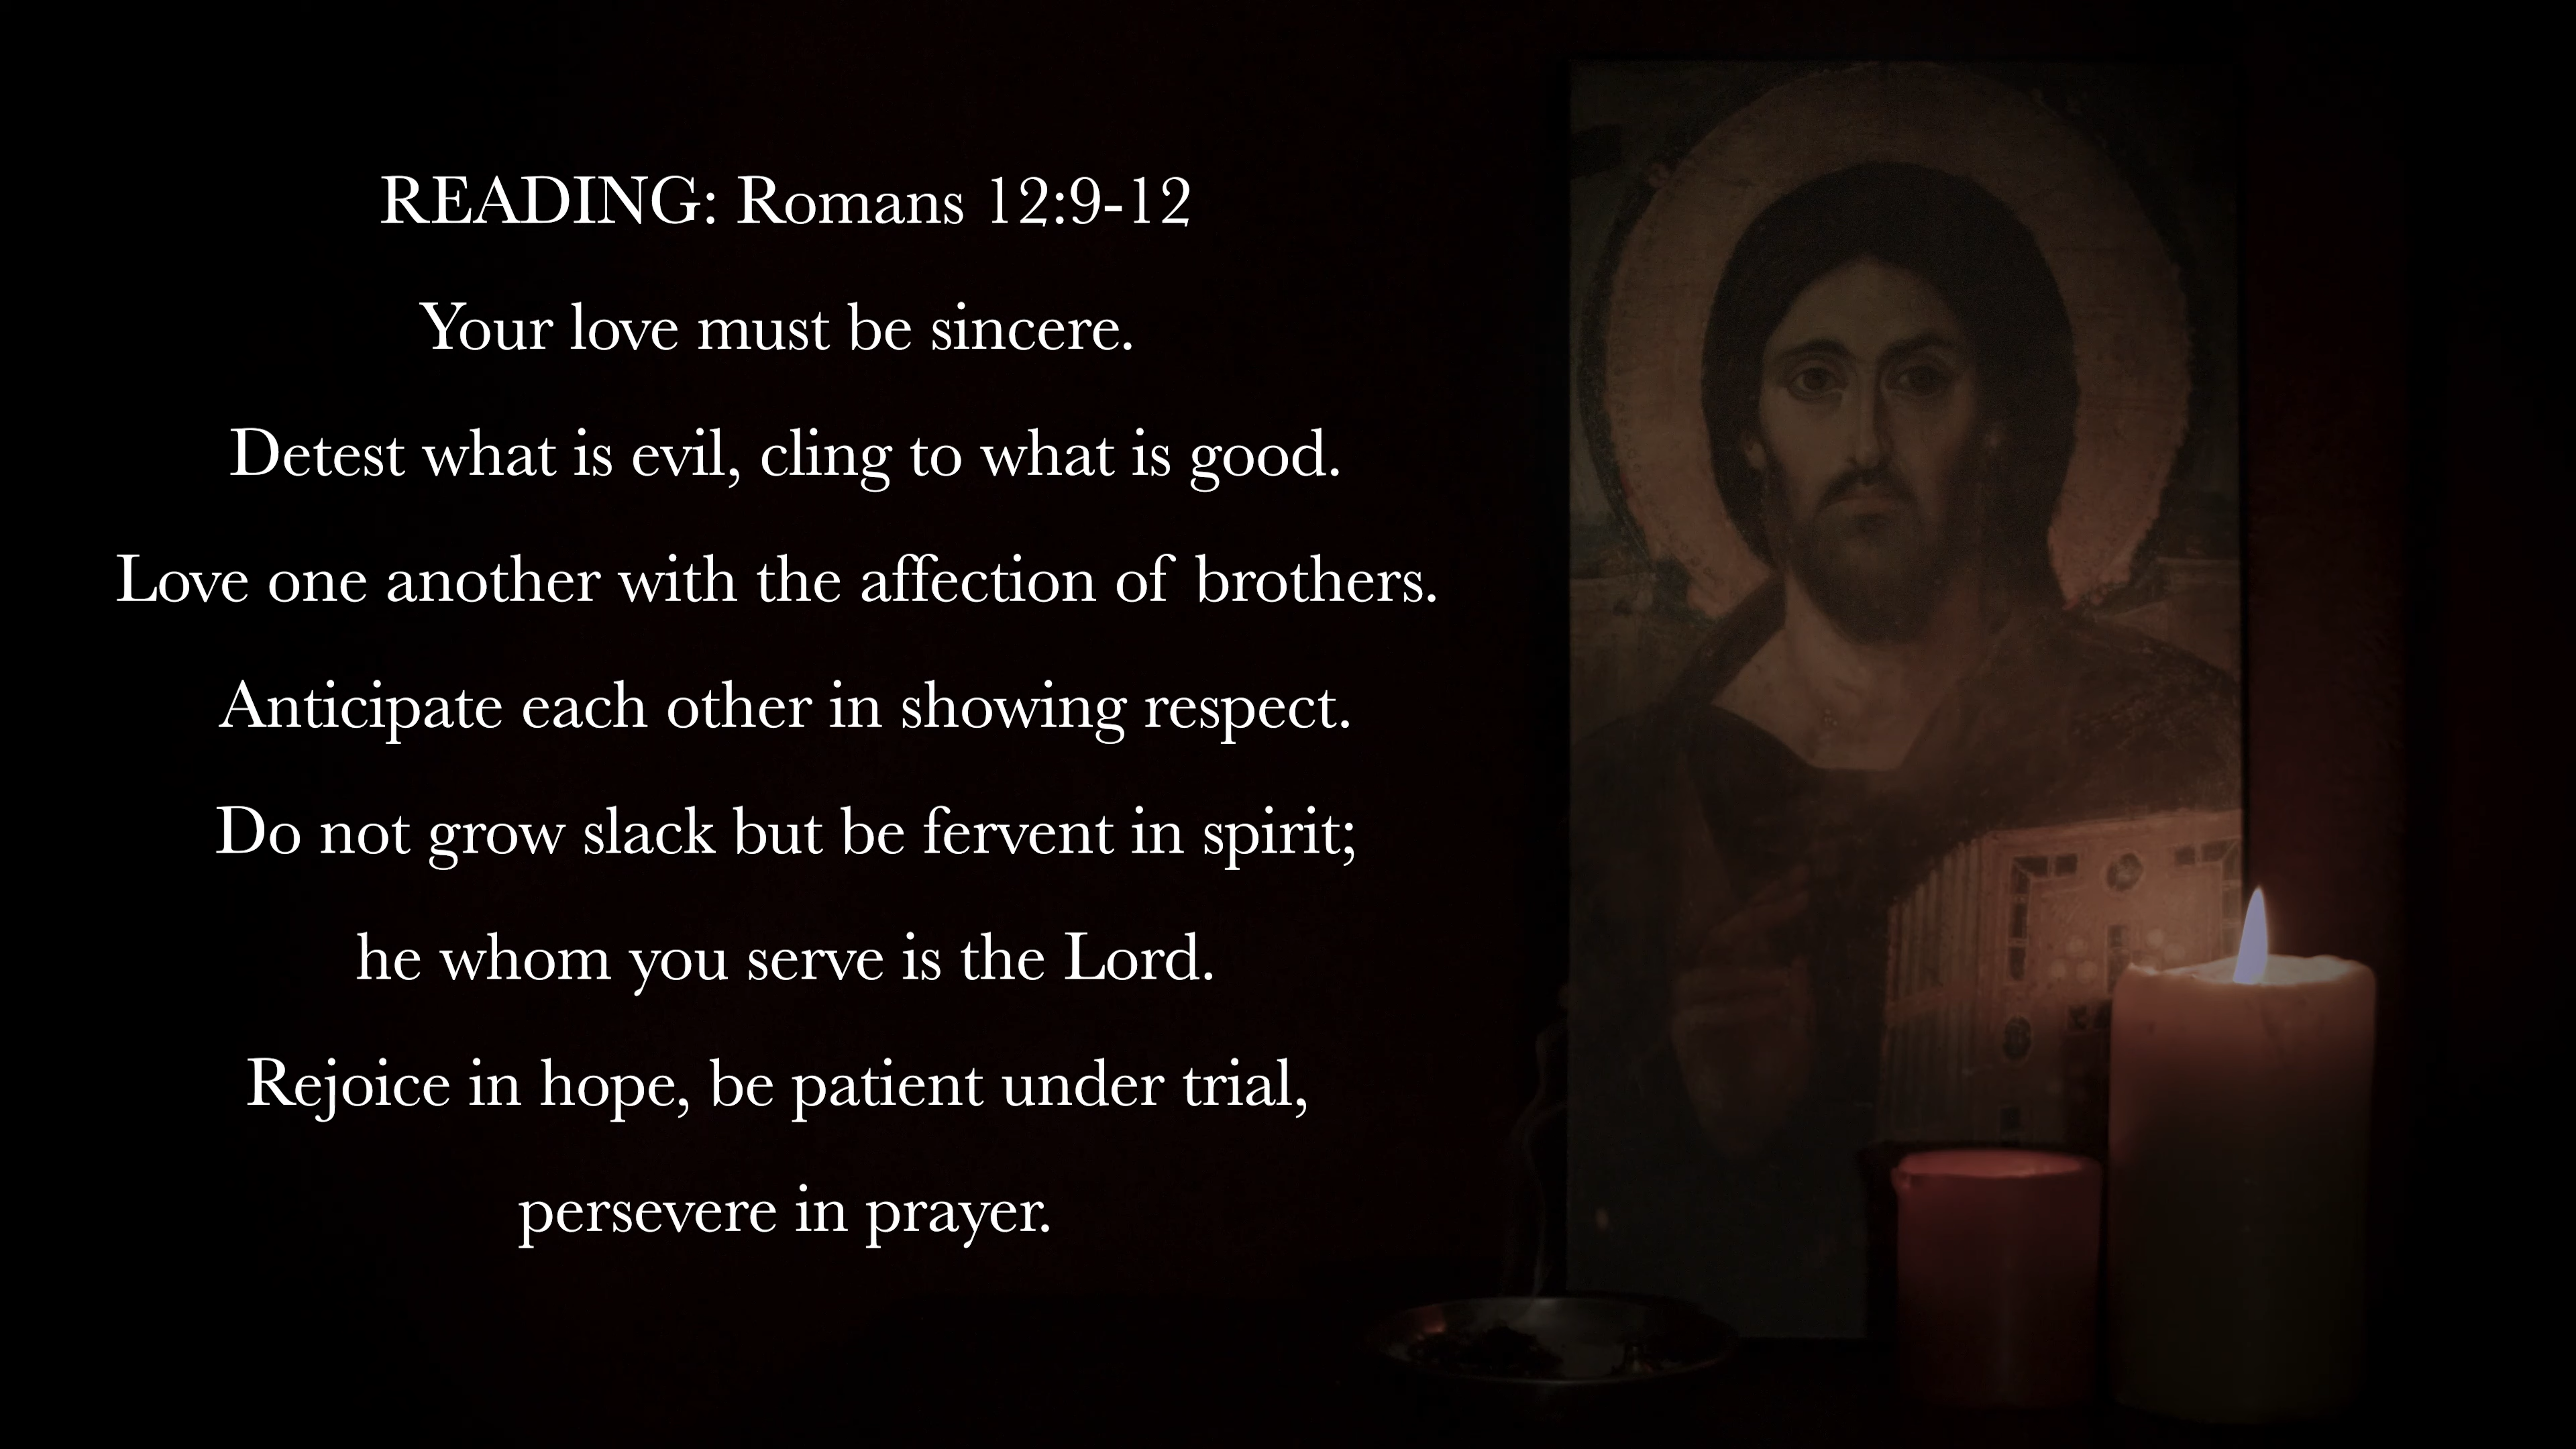 READING: Romans 12:9-12
Your love must be sincere.
Detest what is evil, cling to what is good.
Love one another with the affection of brothers.
Anticipate each other in showing respect.
Do not grow slack but be fervent in spirit;
he whom you serve is the Lord.
Rejoice in hope, be patient under trial,
persevere in prayer.